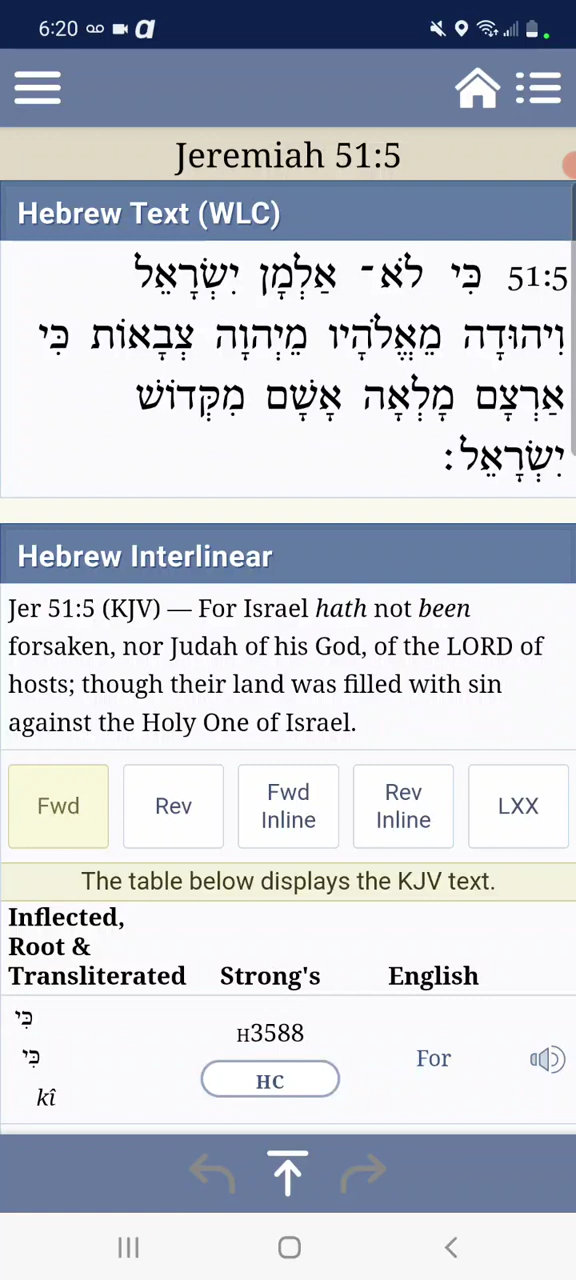 6:20
Jeremiah 51:5
Hebrew Text (WLC)
51:5 כִּי לֹא־ אַלְמָן יִשְׂרָאֵל
וִיהוּדָה מֵאֱלֹהָיו מֵיְהוָה צְבָאוֹת כִּי
אַרְצָם מָלְאָה אָשָׁם מִקְּדוֹשׁ
יִשְׂרָאֵל׃
Hebrew Interlinear
Jer 51:5 (KJV) — For Israel hath not been
forsaken, nor Judah of his God, of the LORD of
hosts; though their land was filled with sin
against the Holy One of Israel.
Fwd
Rev
Fwd Inline
Rev Inline
LXX
The table below displays the KJV text.
Inflected,
Root &
Transliterated Strong's English
כִּי
כִּי
kî
H3588
HC
For